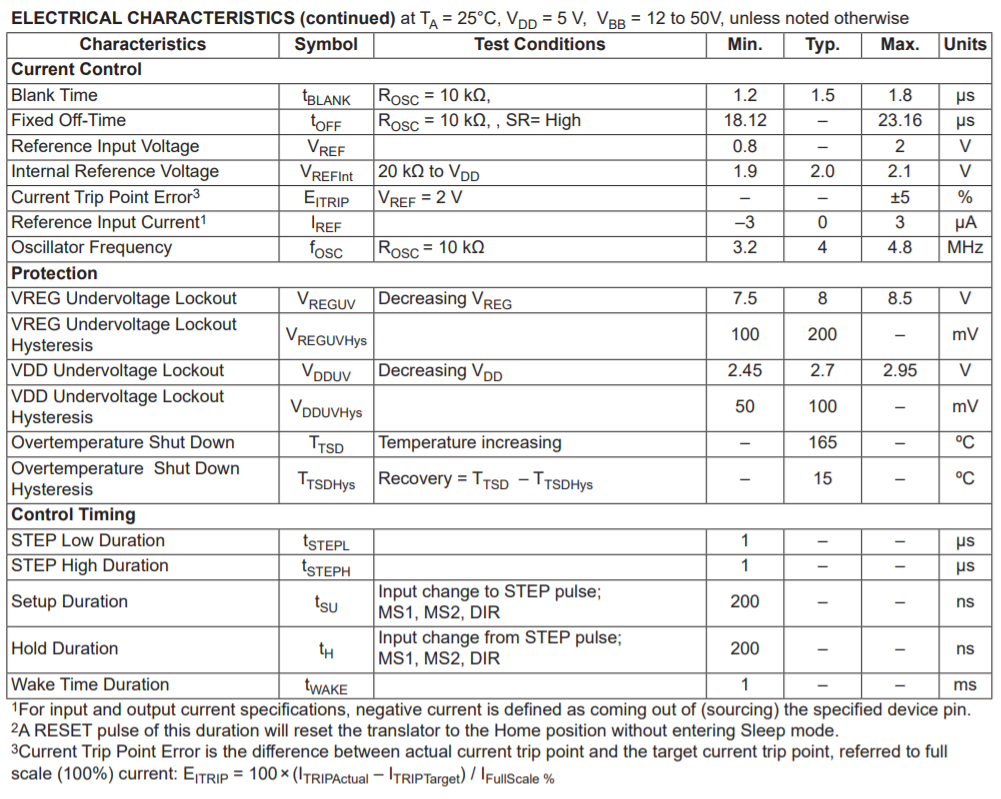 ELECTRICAL CHARACTERISTICS (continued) at TA = 25°C, VDD = 5 V, VBB = 12 to 50V, unless noted otherwise
Characteristics Symbol Test Conditions Min. Typ. Max. Units
Current Control
Blank Time tBLANK ROSC = 10 kΩ, 1.2 1.5 1.8 µs
Fixed Off-Time tOFF ROSC = 10 kΩ, , SR= High 18.12 – 23.16 µs
Reference Input Voltage VREF 0.8 – 2 V
Internal Reference Voltage VREFInt 20 kΩ to VDD 1.9 2.0 2.1 V
Current Trip Point Error3 EITRIP VREF = 2 V – – ±5 %
Reference Input Current1 IREF –3 0 3 µA
Oscillator Frequency fOSC ROSC = 10 kΩ 3.2 4 4.8 MHz
Protection
VREG Undervoltage Lockout VREGUV Decreasing VREG 7.5 8 8.5 V
VREG Undervoltage Lockout
Hysteresis VREGUVHys 100 200 – mV
VDD Undervoltage Lockout VDDUV Decreasing VDD 2.45 2.7 2.95 V
VDD Undervoltage Lockout
Hysteresis VDDUVHys 50 100 – mV
Overtemperature Shut Down TTSD Temperature increasing – 165 – ºC
Overtemperature Shut Down
Hysteresis TTSDHys Recovery = TTSD – TTSDHys – 15 – ºC
Control Timing
STEP Low Duration tSTEPL 1 – – µs
STEP High Duration tSTEPH 1 – – µs
Setup Duration tSU Input change to STEP pulse;
MS1, MS2, DIR 200 – – ns
Hold Duration tH Input change from STEP pulse;
MS1, MS2, DIR 200 – – ns
Wake Time Duration tWAKE 1 – – ms
1For input and output current specifications, negative current is defined as coming out of (sourcing) the specified device pin.
2A RESET pulse of this duration will reset the translator to the Home position without entering Sleep mode.
3Current Trip Point Error is the difference between actual current trip point and the target current trip point, referred to full
scale (100%) current: EITRIP = 100 × (ITRIPActual – ITRIPTarget) / IFullScale %